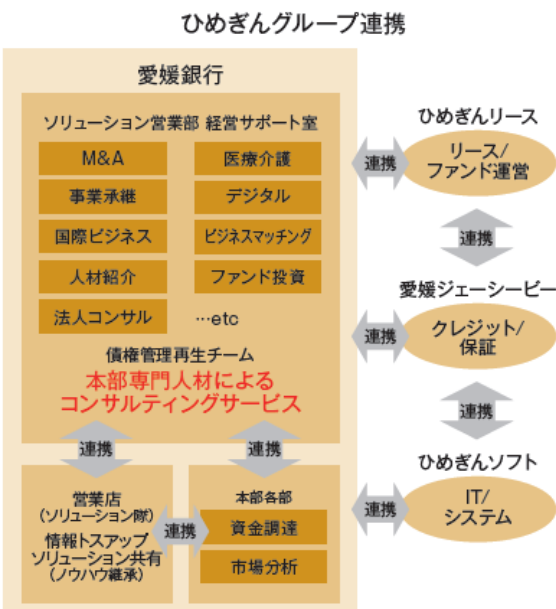 ひめぎんグループ連携
愛媛銀行
ソリューション営業部 経営サポート室
M&A
医療介護
事業承継
デジタル
国際ビジネス
ビジネスマッチング
人材紹介
ファンド投資
法人コンサル
…etc
債権管理再生チーム
本部専門人材による
コンサルティングサービス
連携
連携
営業店
(ソリューション隊)
情報トスアップ
ソリューション共有
(ノウハウ継承)
連携
本部各部
資金調達
市場分析
連携
ひめぎんリース
リース/
ファンド運営
連携
連携
愛媛ジェーシービー
クレジット/
保証
連携
連携
ひめぎんソフト
IT/
システム